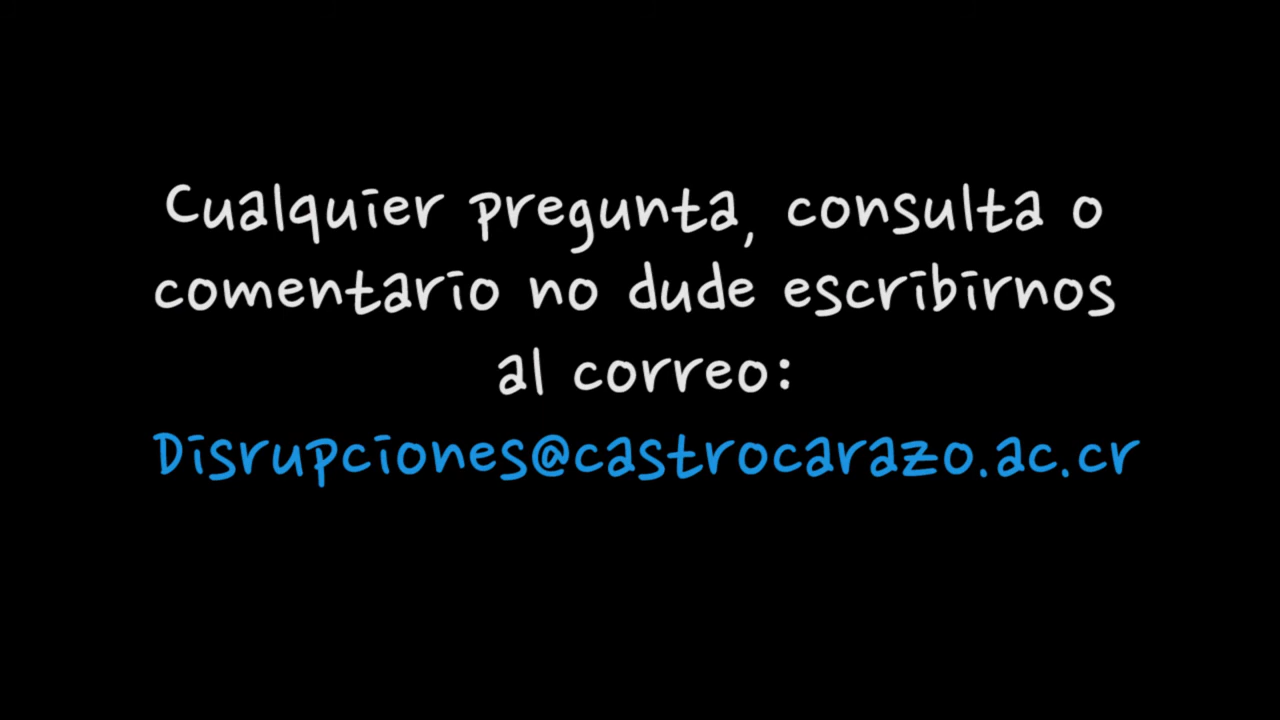 Cualquier pregunta, consulta o
comentario no dude escribirnos
al correo:
Disrupciones@castrocarazo.ac.cr